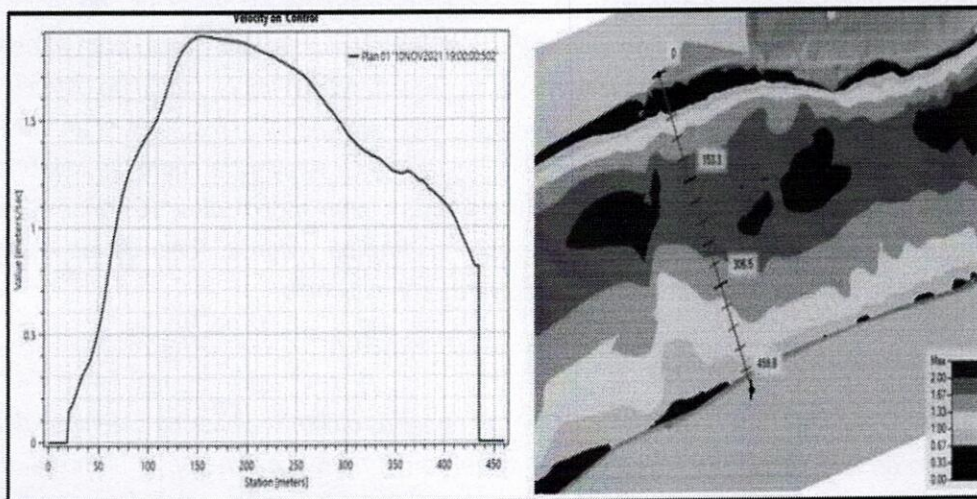 Velocity on 'Control'
Plan 01 '10NOV2021 19:00:00:502'
Value [meters/sec]
1.5
1
0.5
0
0 50 100 150 200 250 300 350 400 450
Station [meters]
0
153.3
306.5
459.8
Max
2.00
1.67
1.33
1.00
0.67
0.33
0.00